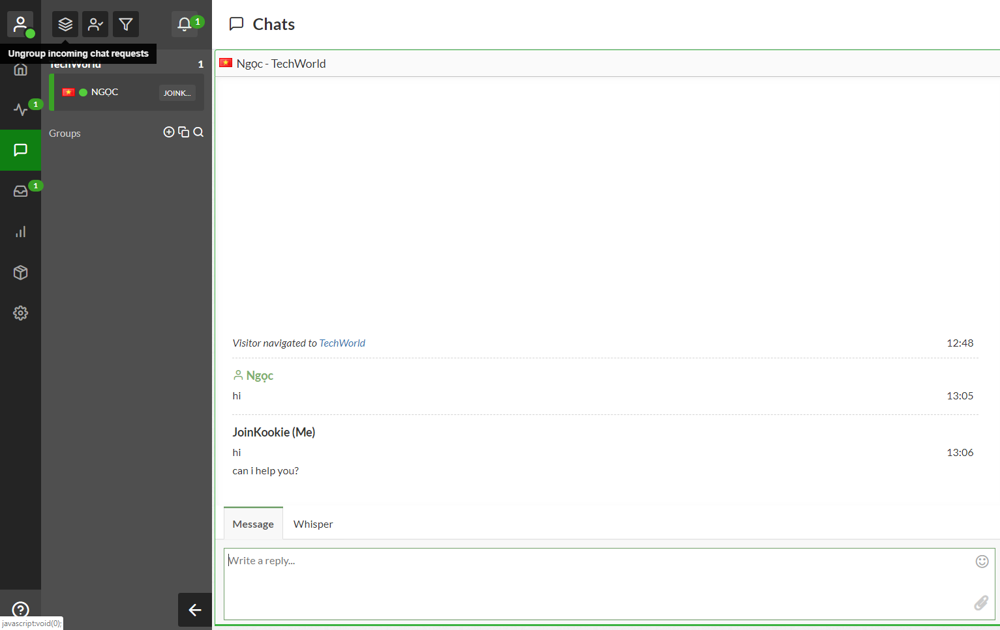 1
Chats
Ungroup incoming chat requests
TechWorld 1
Ngọc - TechWorld
NGỌC JOINK...
1
Groups
1
Visitor navigated to TechWorld 12:48
Ngọc
hi 13:05
JoinKookie (Me)
hi 13:06
can i help you?
Message Whisper
Write a reply...
javascript:void(0);